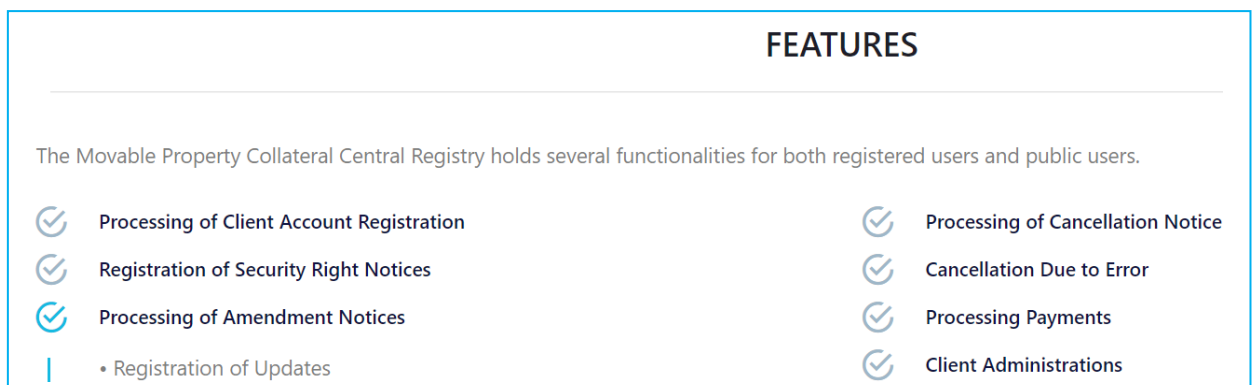 FEATURES
The Movable Property Collateral Central Registry holds several functionalities for both registered users and public users.
Processing of Client Account Registration
Registration of Security Right Notices
Processing of Amendment Notices
• Registration of Updates
Processing of Cancellation Notice
Cancellation Due to Error
Processing Payments
Client Administrations